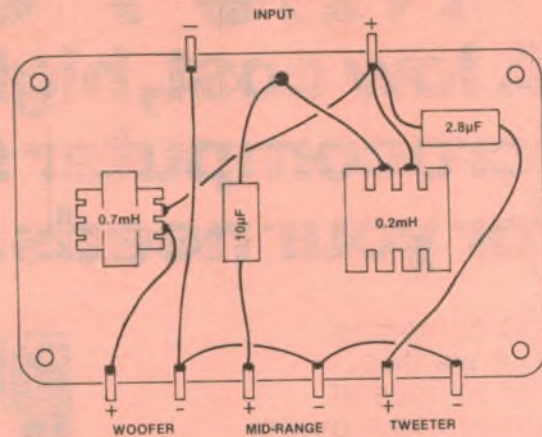 INPUT
− +
2.8µF
0.7mH
10µF
0.2mH
+ − + − + −
WOOFER MID-RANGE TWEETER